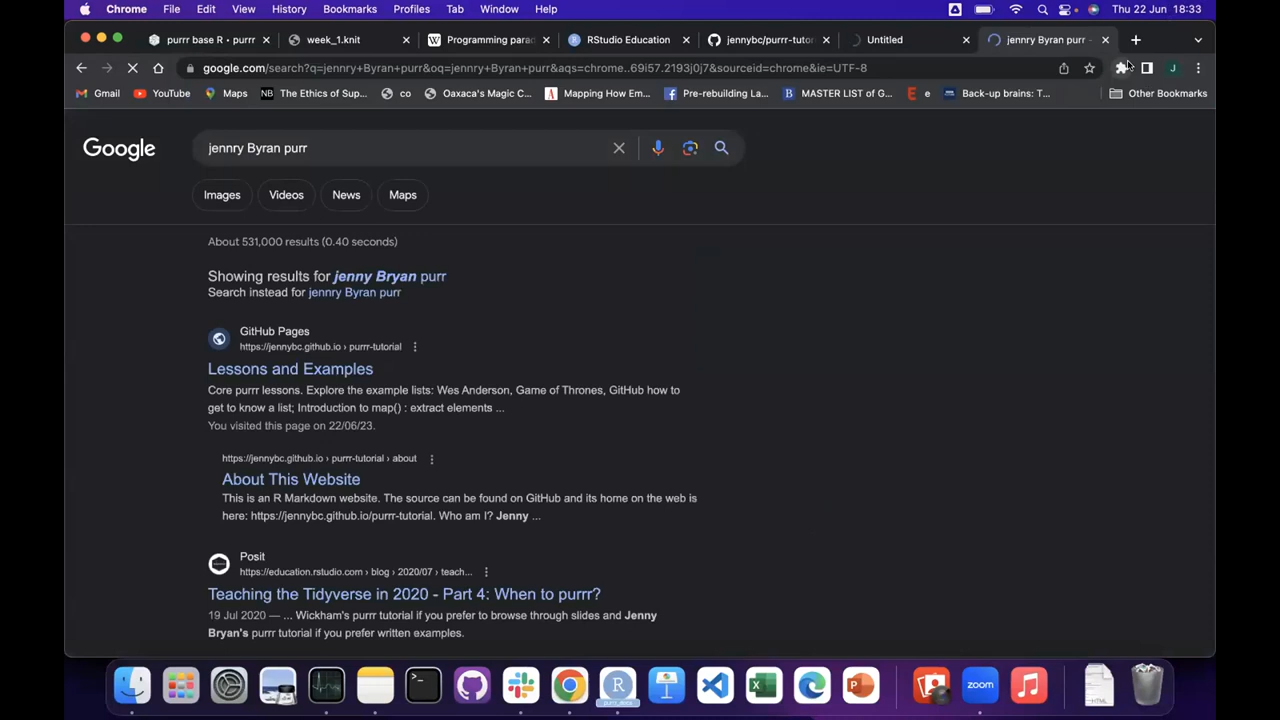 Chrome File Edit View History Bookmarks Profiles Tab Window Help Thu 22 Jun 18:33
purrr base R • purrr week_1.knit Programming parad RStudio Education jennybc/purrr-tutor Untitled jennry Byran purr -
google.com/search?q=jennry+Byran+purr&oq=jennry+Byran+purr&aqs=chrome..69i57.2193j0j7&sourceid=chrome&ie=UTF-8 J
Gmail YouTube Maps NB The Ethics of Sup... co Oaxaca's Magic C... A Mapping How Em... Pre-rebuilding La... MASTER LIST of G... E e Back-up brains: T... Other Bookmarks
Google jennry Byran purr
Images Videos News Maps
About 531,000 results (0.40 seconds)
Showing results for jenny Bryan purr
Search instead for jennry Byran purr
GitHub Pages
https://jennybc.github.io › purrr-tutorial
Lessons and Examples
Core purrr lessons. Explore the example lists: Wes Anderson, Game of Thrones, GitHub how to
get to know a list; Introduction to map() : extract elements ...
You visited this page on 22/06/23.
https://jennybc.github.io › purrr-tutorial › about
About This Website
This is an R Markdown website. The source can be found on GitHub and its home on the web is
here: https://jennybc.github.io/purrr-tutorial. Who am I? Jenny ...
Posit
https://education.rstudio.com › blog › 2020/07 › teach...
Teaching the Tidyverse in 2020 - Part 4: When to purrr?
19 Jul 2020 — ... Wickham's purrr tutorial if you prefer to browse through slides and Jenny
Bryan's purrr tutorial if you prefer written examples.
R zoom